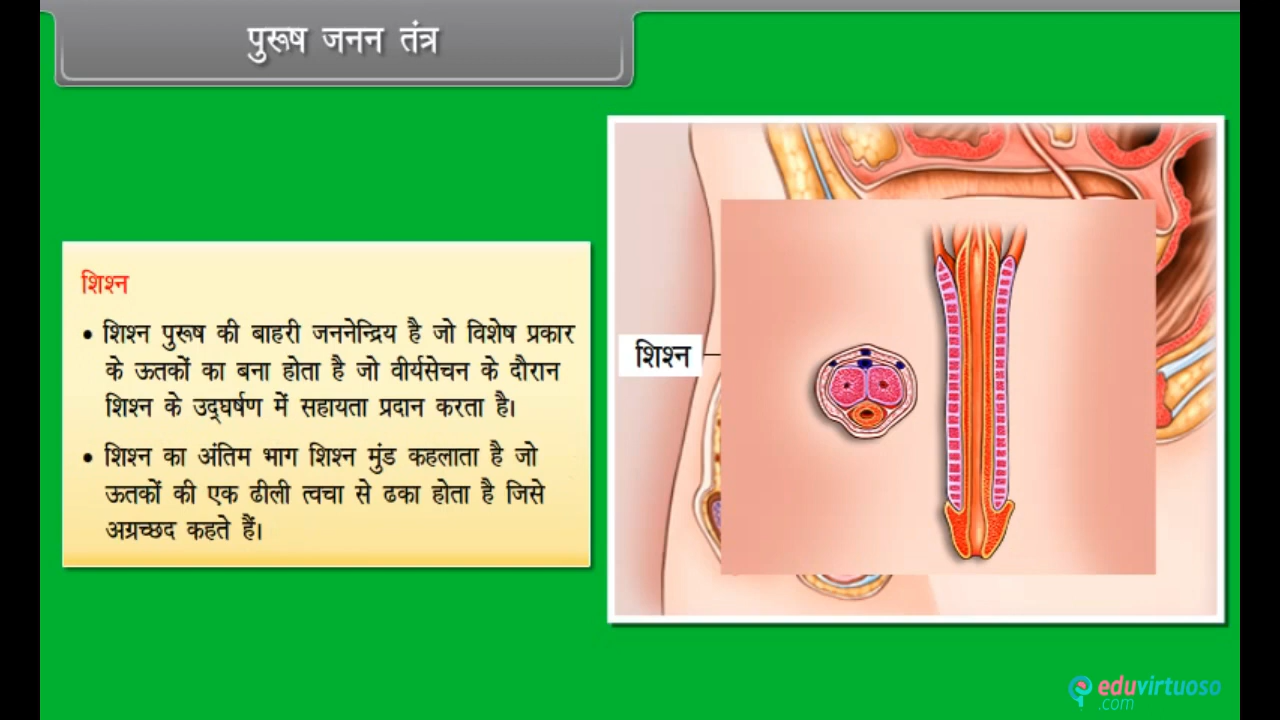 पुरूष जनन तंत्र
शिश्न
• शिश्न पुरूष की बाहरी जननेन्द्रिय है जो विशेष प्रकार
के ऊतकों का बना होता है जो वीर्यसेचन के दौरान
शिश्न के उद्घर्षण में सहायता प्रदान करता है।
• शिश्न का अंतिम भाग शिश्न मुंड कहलाता है जो
ऊतकों की एक ढीली त्वचा से ढका होता है जिसे
अग्रच्छद कहते हैं।
शिश्न
eduvirtuoso
.com